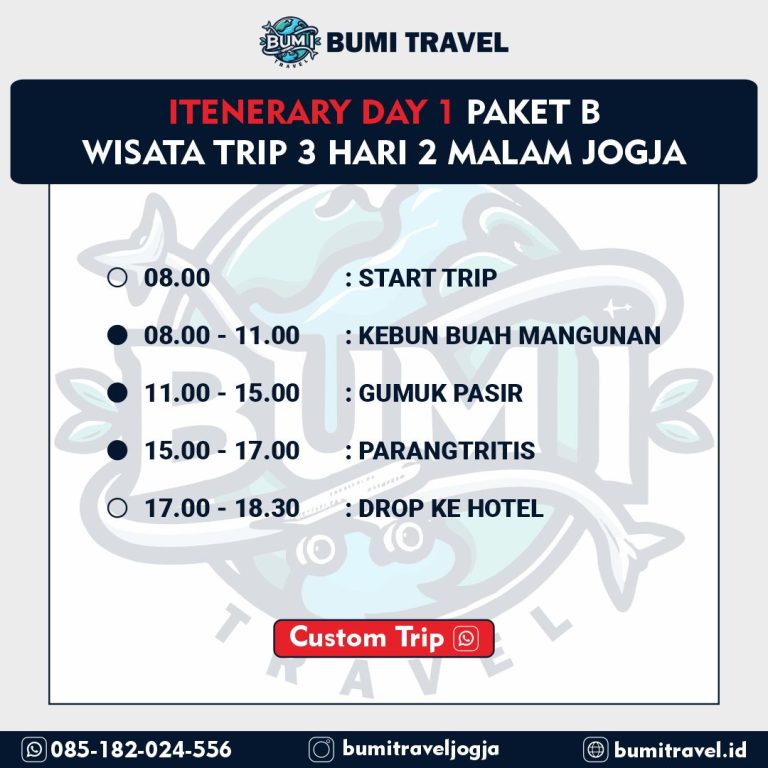 BUMI TRAVEL BUMI TRAVEL
ITENERARY DAY 1 PAKET B
WISATA TRIP 3 HARI 2 MALAM JOGJA
08.00 : START TRIP
08.00 - 11.00 : KEBUN BUAH MANGUNAN
11.00 - 15.00 : GUMUK PASIR
15.00 - 17.00 : PARANGTRITIS
17.00 - 18.30 : DROP KE HOTEL
BUMI
TRAVEL
Custom Trip
085-182-024-556 bumitraveljogja bumitravel.id